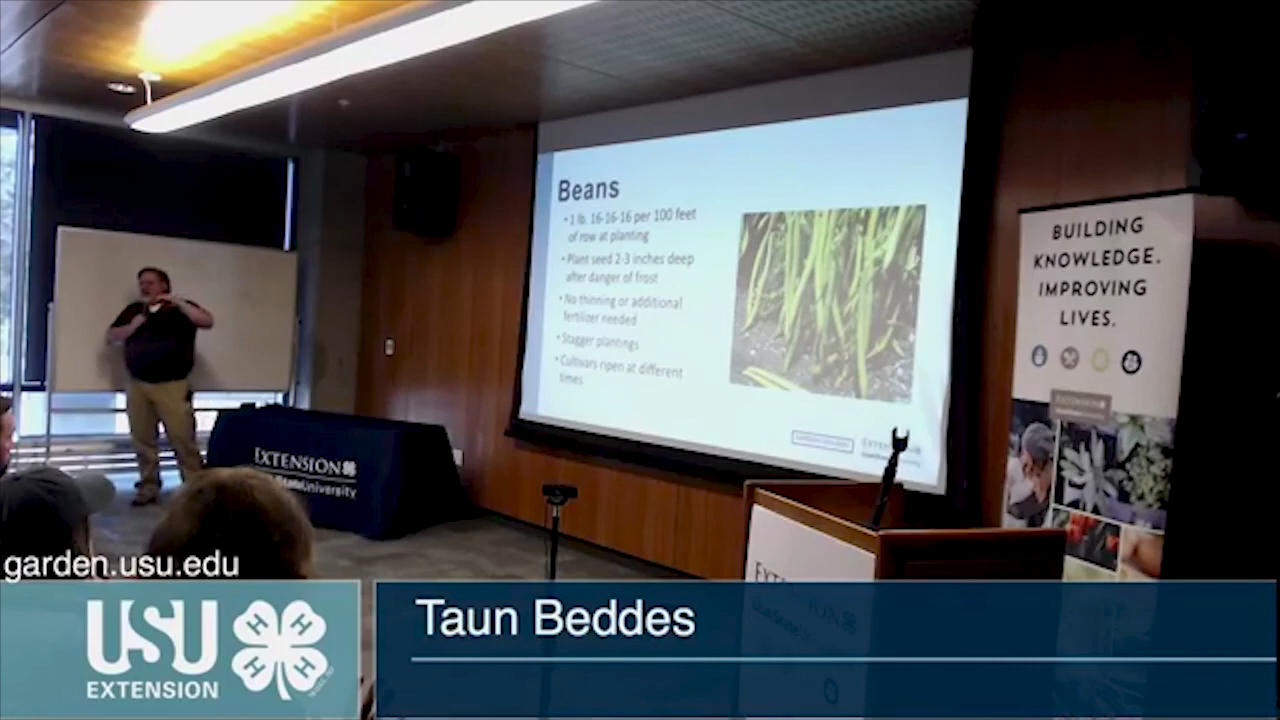 Beans
• 1 lb. 16-16-16 per 100 feet
of row at planting
• Plant seed 2-3 inches deep
after danger of frost
• No thinning or additional
fertilizer needed
• Stagger plantings
• Cultivars ripen at different
times
BUILDING
KNOWLEDGE.
IMPROVING
LIVES.
EXTENSION
EXTENSION
University
garden.usu.edu
USU
EXTENSION
H H
H H
Taun Beddes